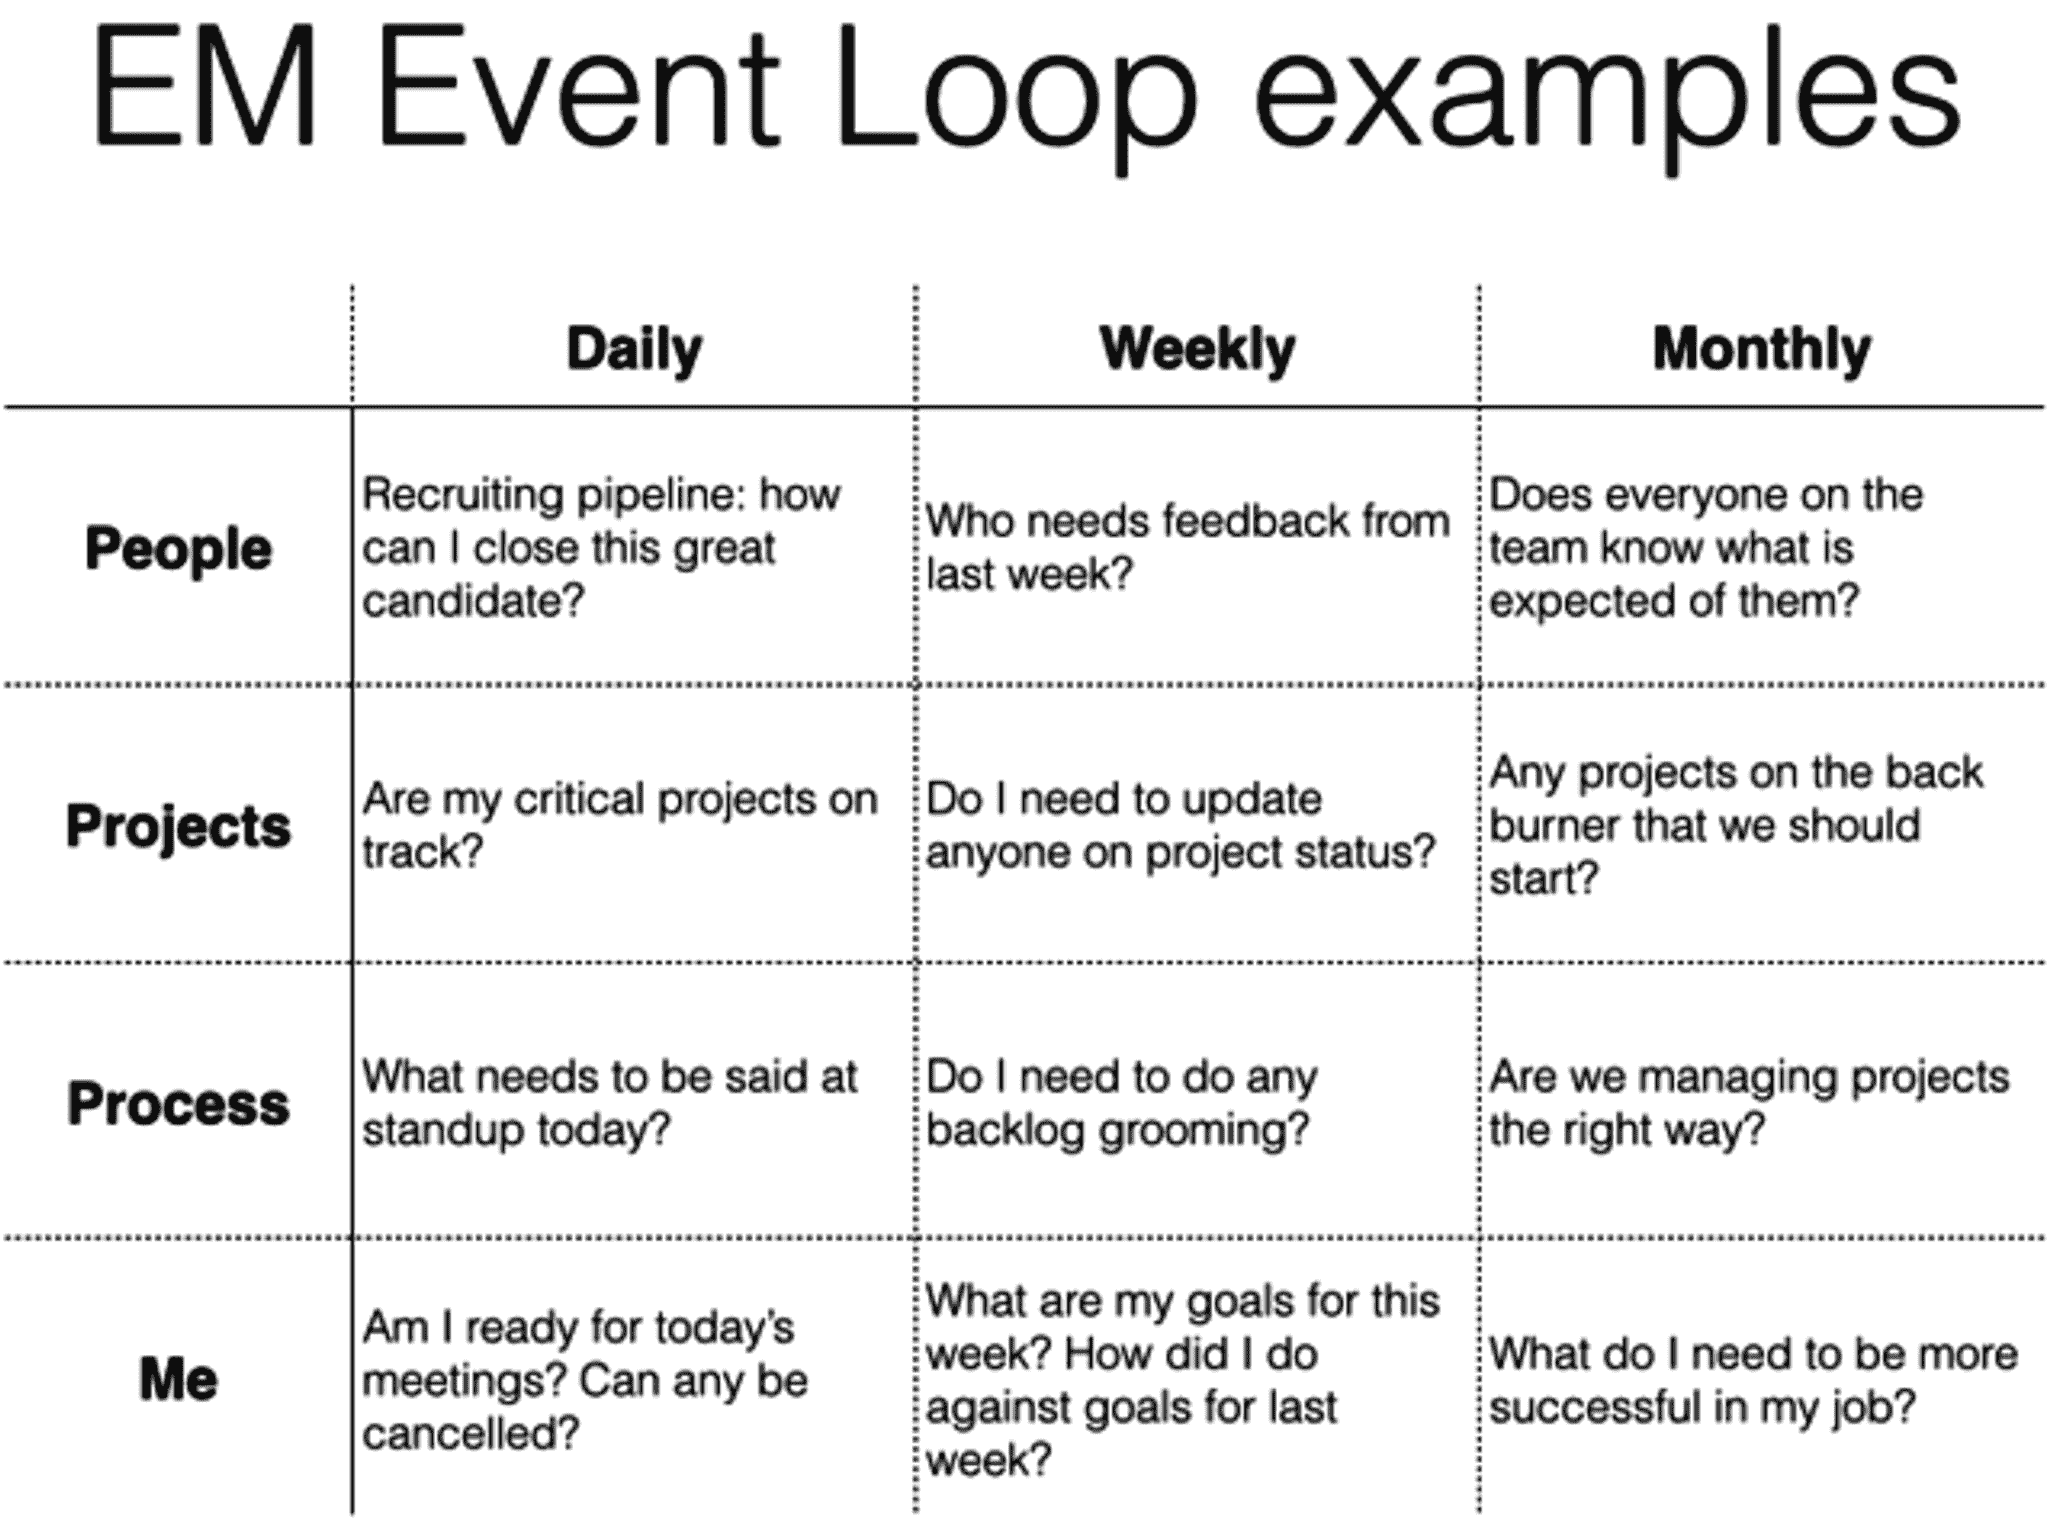 EM Event Loop examples
Daily
Weekly
Monthly
People
Recruiting pipeline: how
can I close this great
candidate?
Who needs feedback from
last week?
Does everyone on the
team know what is
expected of them?
Projects
Are my critical projects on
track?
Do I need to update
anyone on project status?
Any projects on the back
burner that we should
start?
Process
What needs to be said at
standup today?
Do I need to do any
backlog grooming?
Are we managing projects
the right way?
Me
Am I ready for today’s
meetings? Can any be
cancelled?
What are my goals for this
week? How did I do
against goals for last
week?
What do I need to be more
successful in my job?